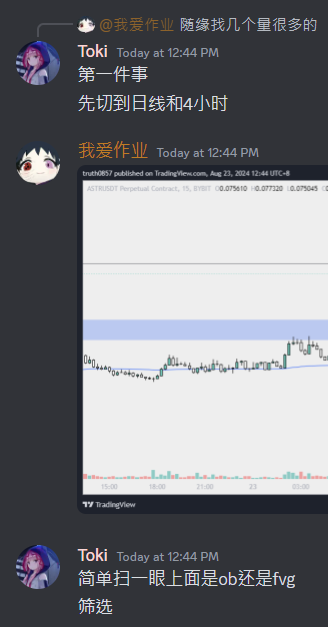 @我爱作业 随缘找几个量很多的
Toki Today at 12:44 PM
第一件事
先切到日线和4小时
我爱作业 Today at 12:44 PM
truth0857 published on TradingView.com, Aug 23, 2024 12:44 UTC+8
ASTRUSDT Perpetual Contract, 15, BYBIT O0.075610 H0.077320 L0.075045
15:00 18:00 21:00 23 03:00
TradingView
Toki Today at 12:44 PM
简单扫一眼上面是ob还是fvg
筛选